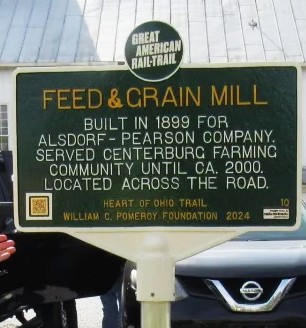 GREAT
AMERICAN
RAIL-TRAIL
FEED & GRAIN MILL
BUILT IN 1899 FOR
ALSDORF-PEARSON COMPANY.
SERVED CENTERBURG FARMING
COMMUNITY UNTIL CA. 2000.
LOCATED ACROSS THE ROAD.
HEART OF OHIO TRAIL
10
WILLIAM C. POMEROY FOUNDATION 2024
NISSAN